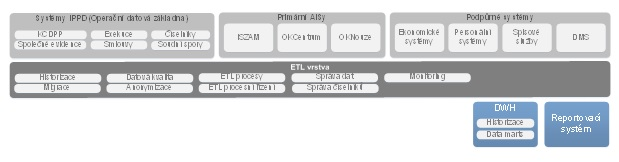 Systémy IPPD (Operační datová základna)
KC DPP
Exekuce
Číselníky
Společné evidence
Smlouvy
Soudní spory
Primární AISy
ISZAM
OKCentrum
OKNouze
Podpůrné systémy
Ekonomické systémy
Personální systémy
Spisové služby
DMS
ETL vrstva
Historizace
Datová kvalita
ETL procesy
Správa dat
Monitoring
Migrace
Anonymizace
ETL procesní řízení
Správa číselníků
DWH
Historizace
Data marts
Reportovací systém